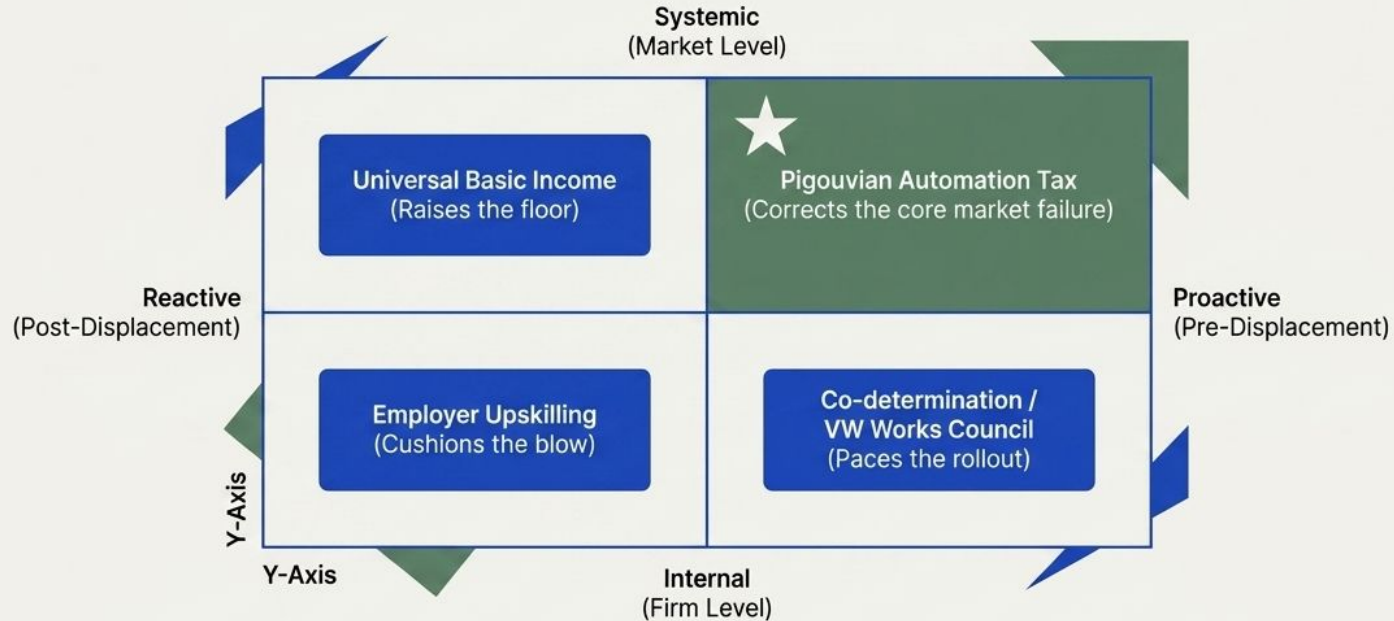 Systemic
(Market Level)
Universal Basic Income
(Raises the floor)
Pigouvian Automation Tax
(Corrects the core market failure)
Reactive
(Post-Displacement)
Proactive
(Pre-Displacement)
Employer Upskilling
(Cushions the blow)
Co-determination /
VW Works Council
(Paces the rollout)
Y-Axis
Y-Axis
Internal
(Firm Level)